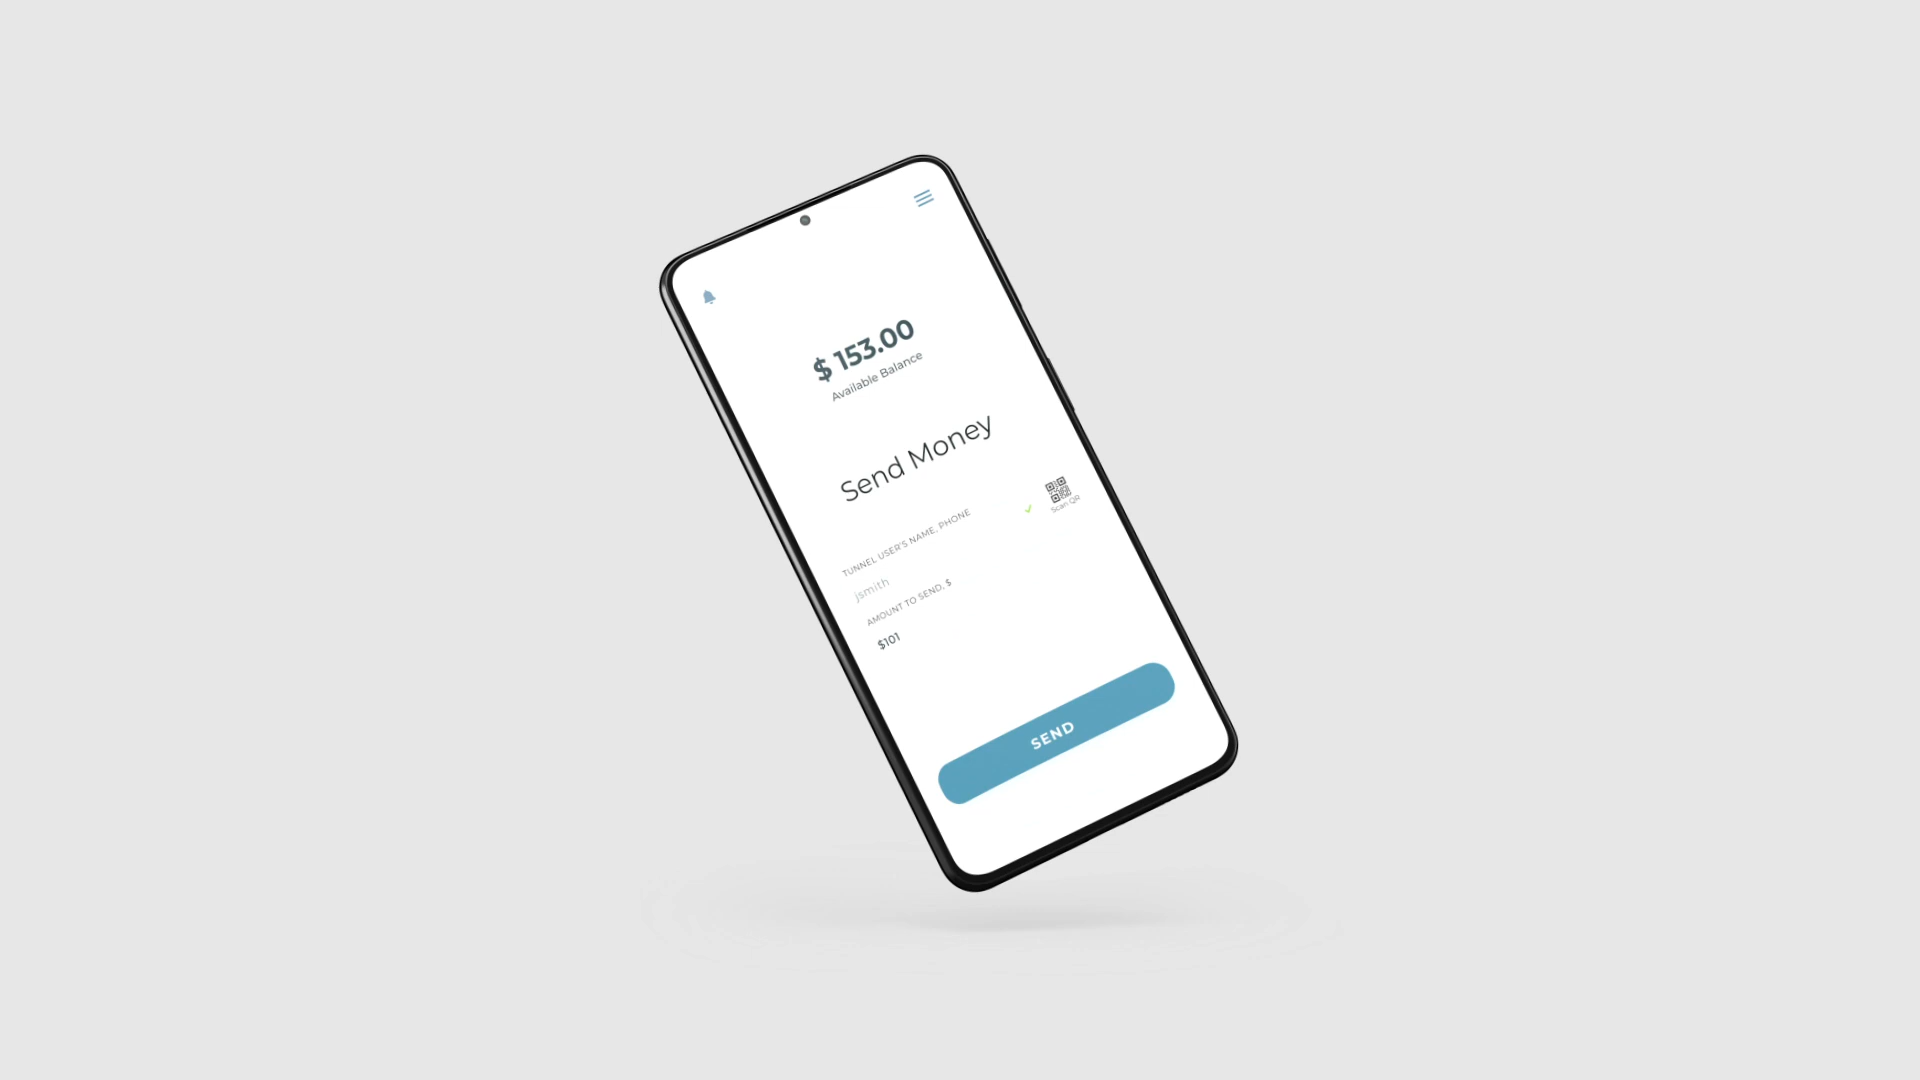 $ 153.00
Available Balance
Send Money
Scan QR
TUNNEL USER'S NAME, PHONE
jsmith
AMOUNT TO SEND, $
$101
SEND